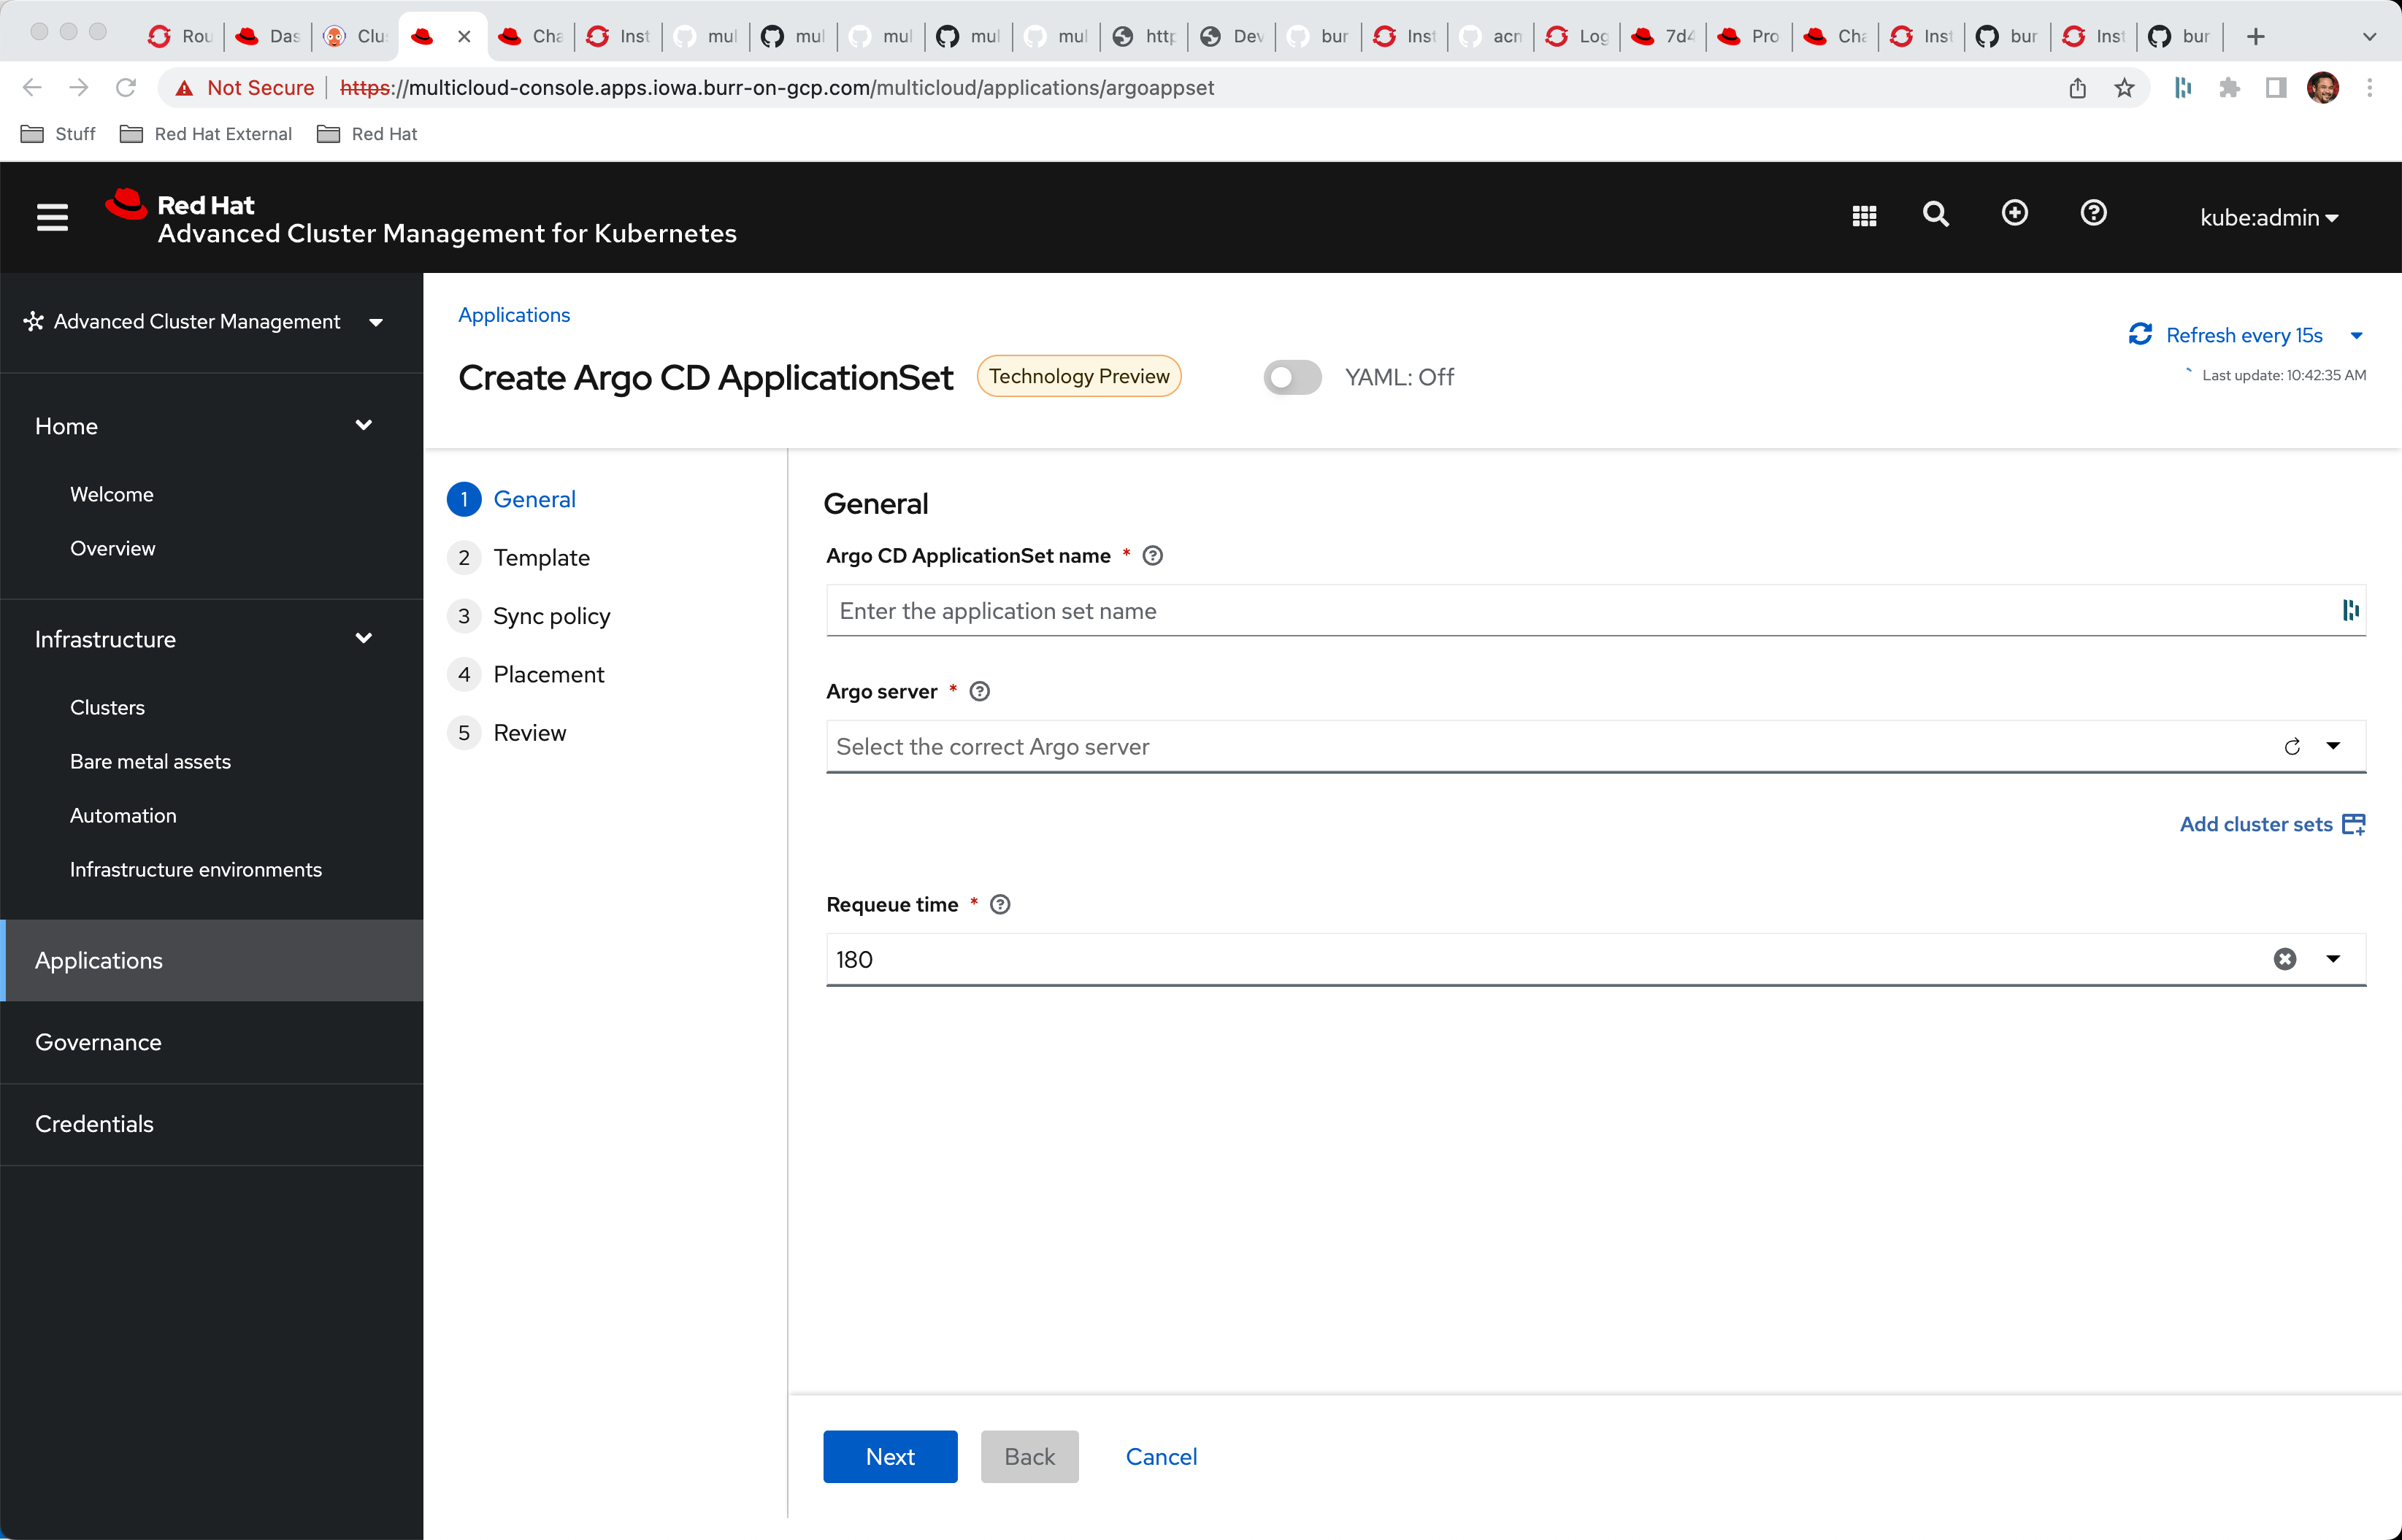 Rou Das Clu Cha Inst mul mul mul mul mul http Dev bur Inst acm Log 7d4 Pro Cha Inst bur Inst bur
Not Secure https://multicloud-console.apps.iowa.burr-on-gcp.com/multicloud/applications/argoappset
Stuff Red Hat External Red Hat
Red Hat
Advanced Cluster Management for Kubernetes
kube:admin
Advanced Cluster Management
Home
Welcome
Overview
Infrastructure
Clusters
Bare metal assets
Automation
Infrastructure environments
Applications
Governance
Credentials
Applications
Create Argo CD ApplicationSet Technology Preview YAML: Off
Refresh every 15s
Last update: 10:42:35 AM
1 General
2 Template
3 Sync policy
4 Placement
5 Review
General
Argo CD ApplicationSet name *
Enter the application set name
Argo server *
Select the correct Argo server
Add cluster sets
Requeue time *
180
Next Back Cancel